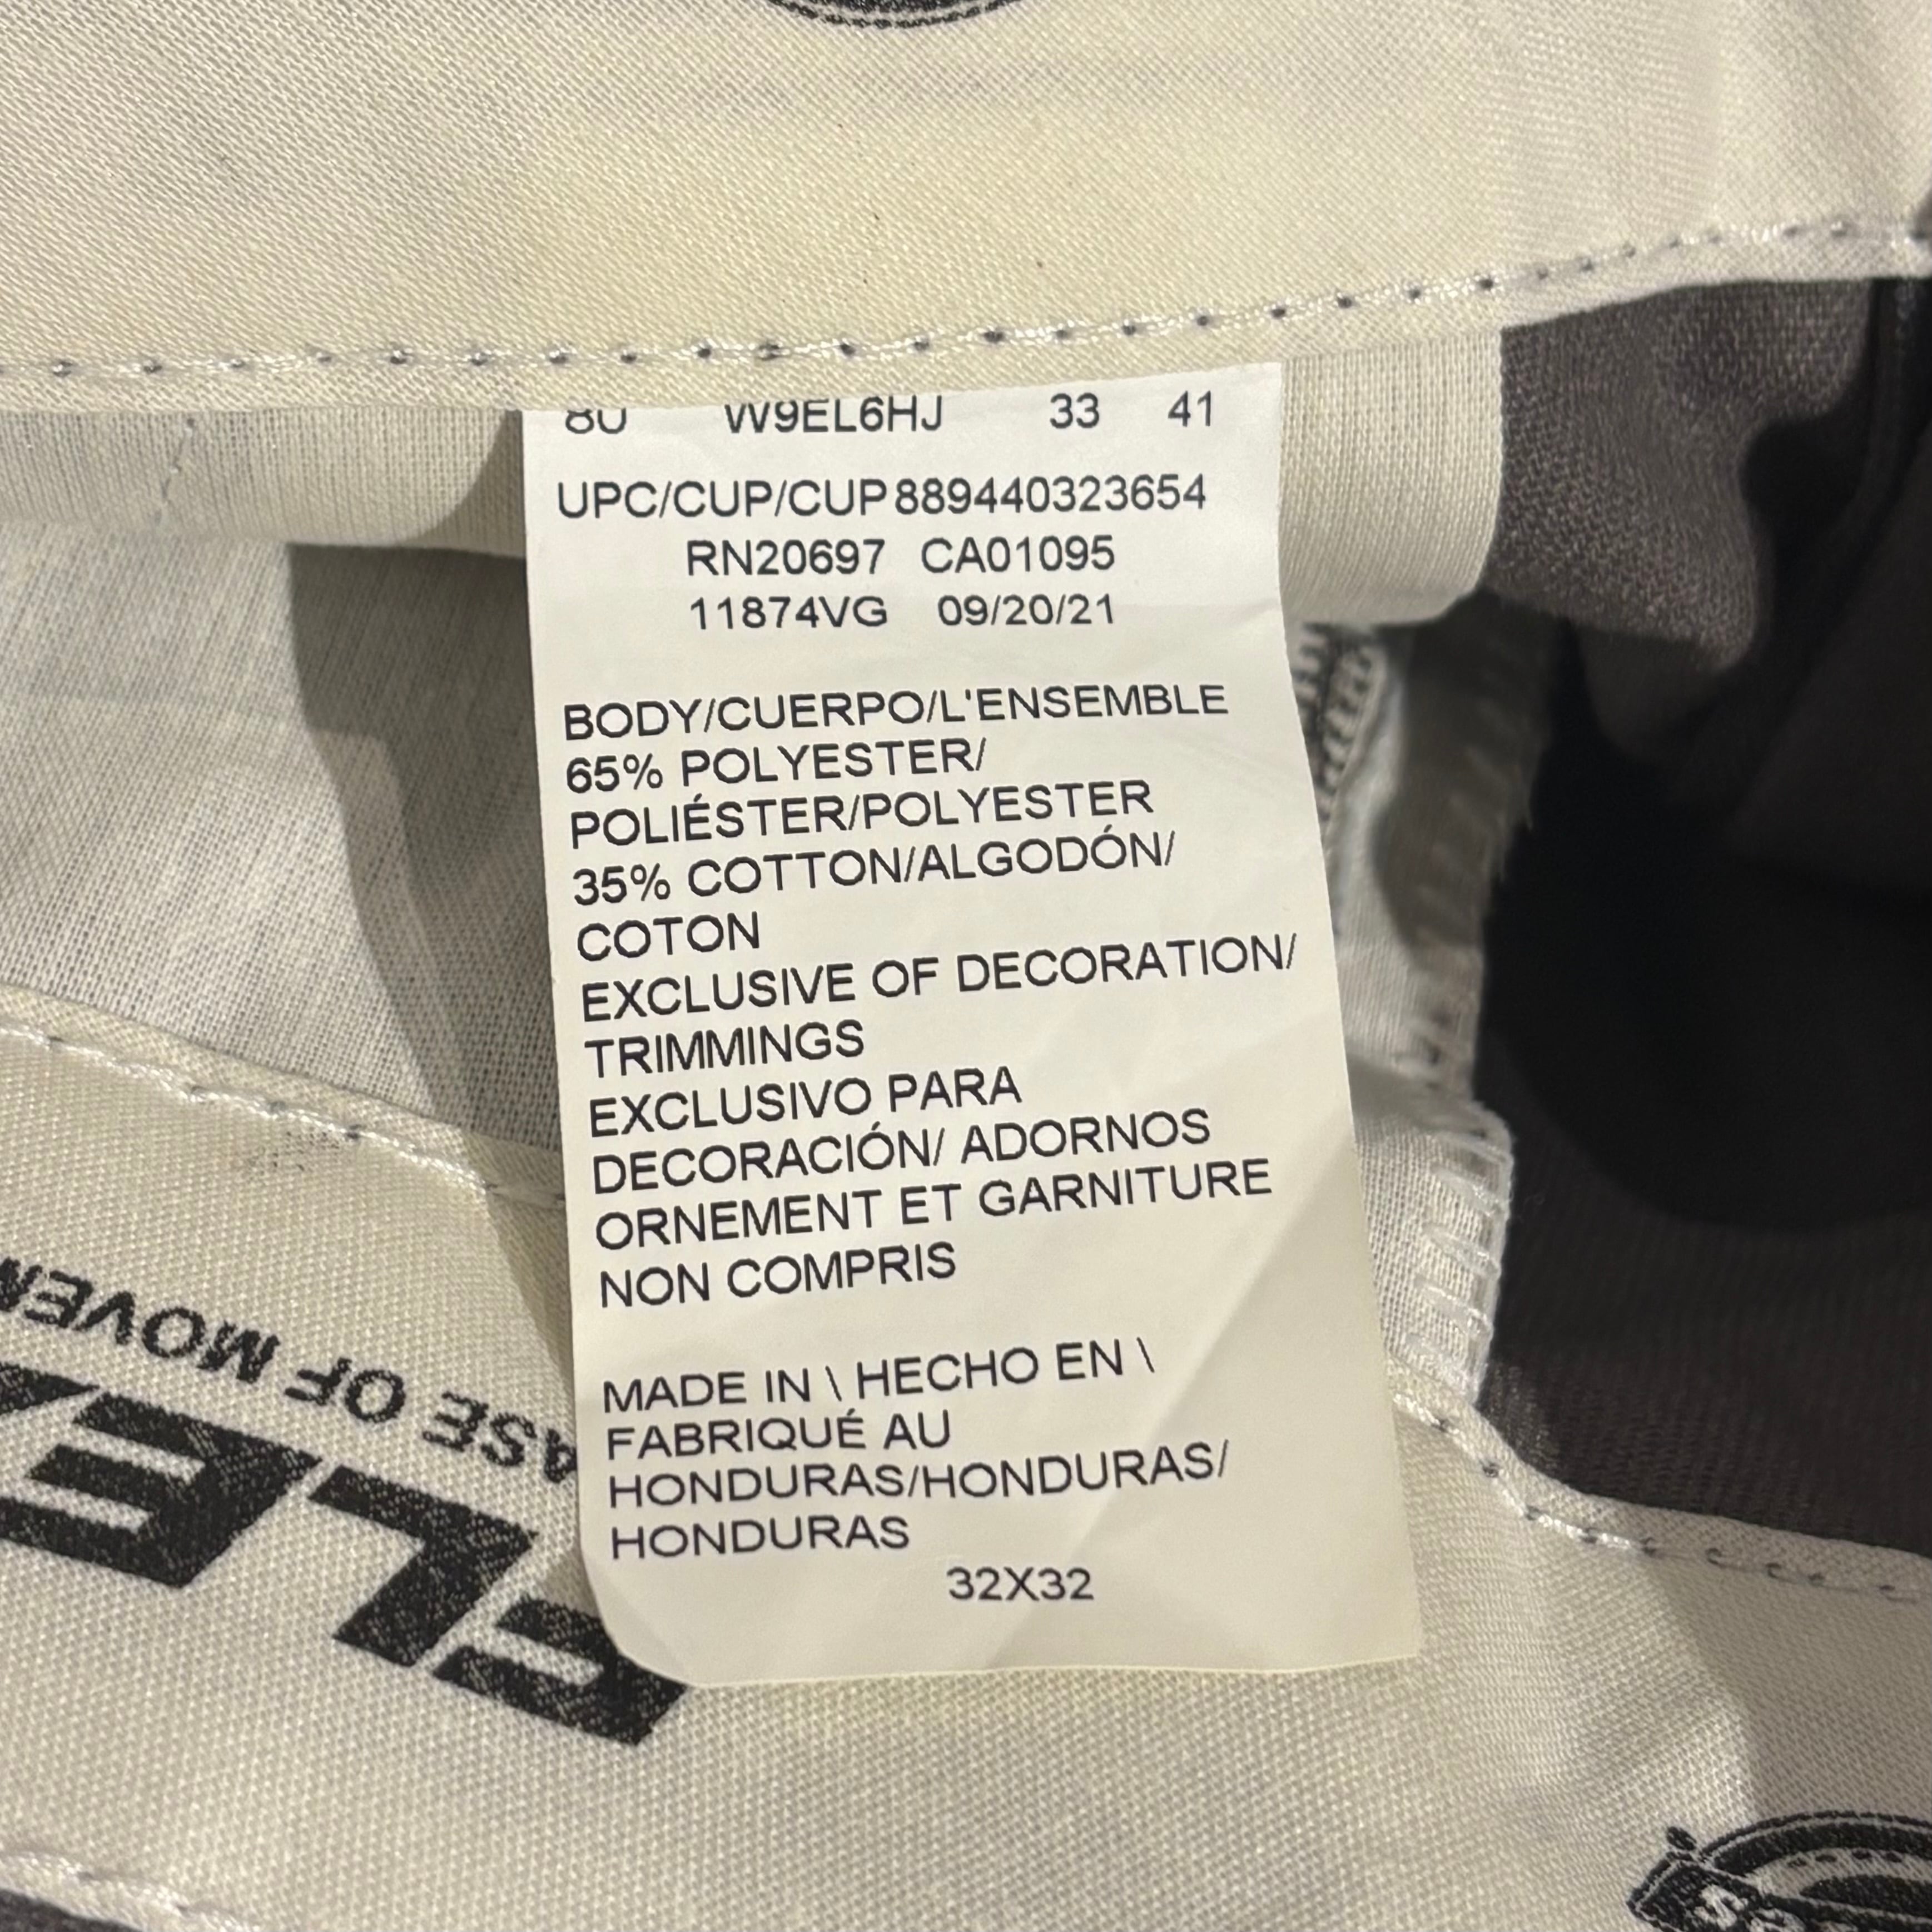 80 W9EL6HJ 33 41
UPC/CUP/CUP 889440323654
RN20697 CA01095
11874VG 09/20/21
BODY/CUERPO/L'ENSEMBLE
65% POLYESTER/
POLIÉSTER/POLYESTER
35% COTTON/ALGODÓN/
COTON
EXCLUSIVE OF DECORATION/
TRIMMINGS
EXCLUSIVO PARA
DECORACIÓN/ ADORNOS
ORNEMENT ET GARNITURE
NON COMPRIS
MADE IN \ HECHO EN \
FABRIQUÉ AU
HONDURAS/HONDURAS/
HONDURAS
32X32
FLE
OF